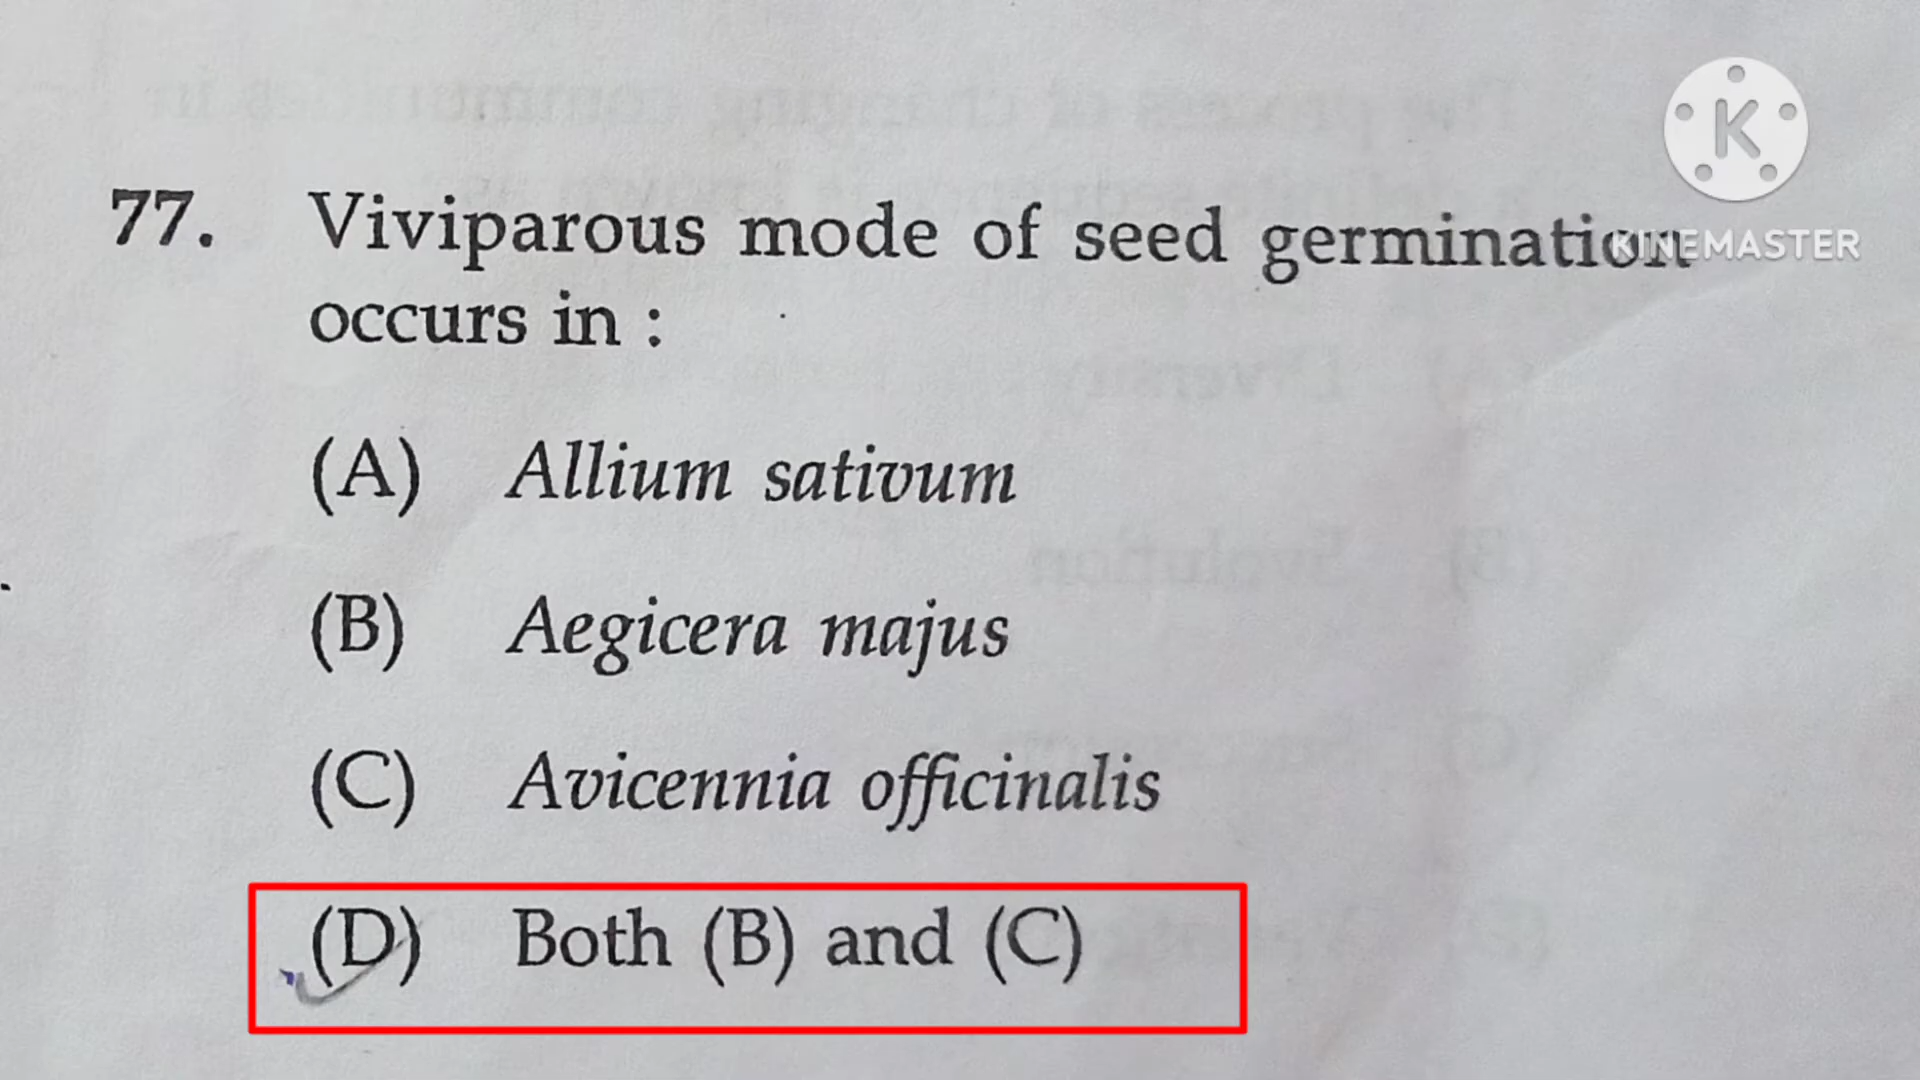 K
KINEMASTER
77. Viviparous mode of seed germination
occurs in :
(A) Allium sativum
(B) Aegicera majus
(C) Avicennia officinalis
(D) Both (B) and (C)